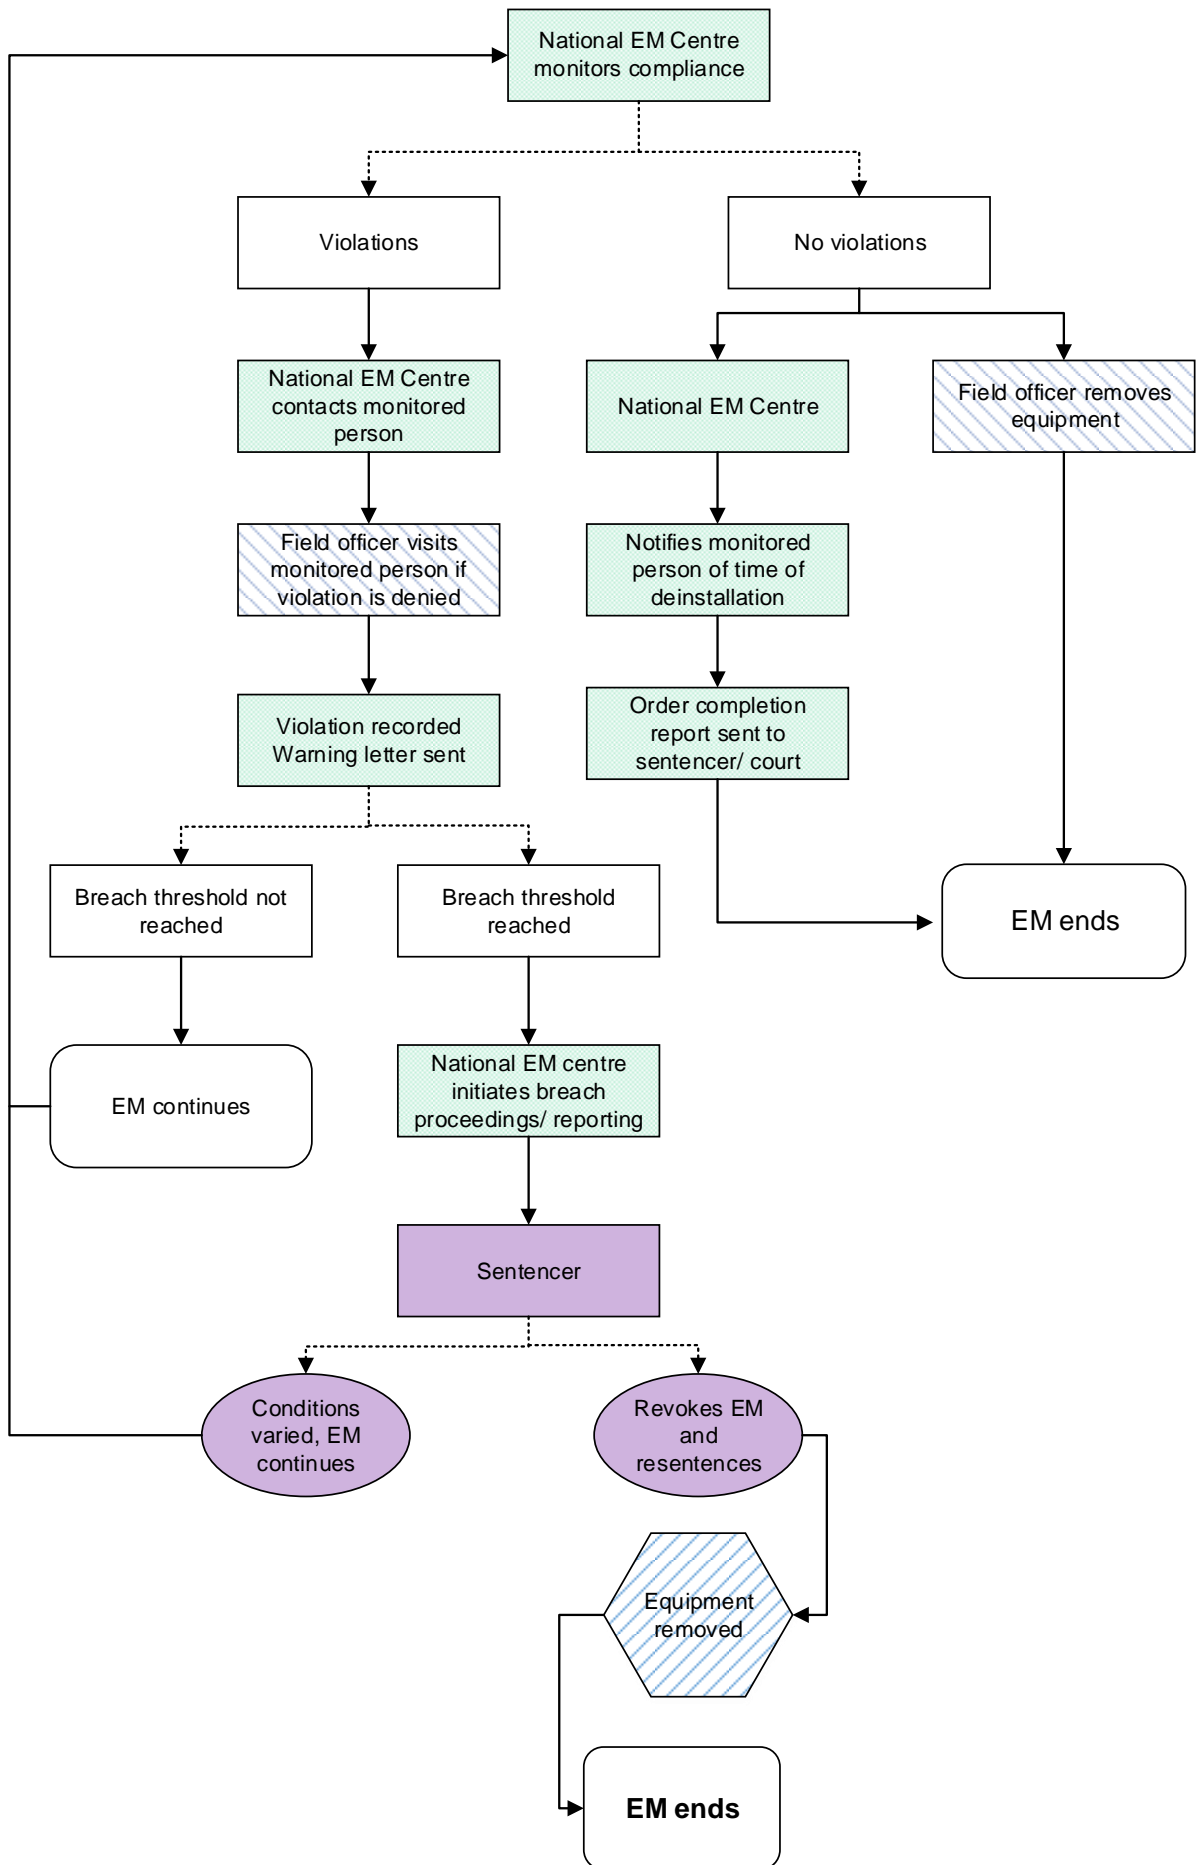 National EM Centre
monitors compliance
Violations
No violations
National EM Centre
contacts monitored
person
National EM Centre
Field officer removes
equipment
Field officer visits
monitored person if
violation is denied
Notifies monitored
person of time of
deinstallation
Violation recorded
Warning letter sent
Order completion
report sent to
sentencer/ court
Breach threshold not
reached
Breach threshold
reached
EM ends
EM continues
National EM centre
initiates breach
proceedings/ reporting
Sentencer
Conditions
varied, EM
continues
Revokes EM
and
resentences
Equipment
removed
EM ends